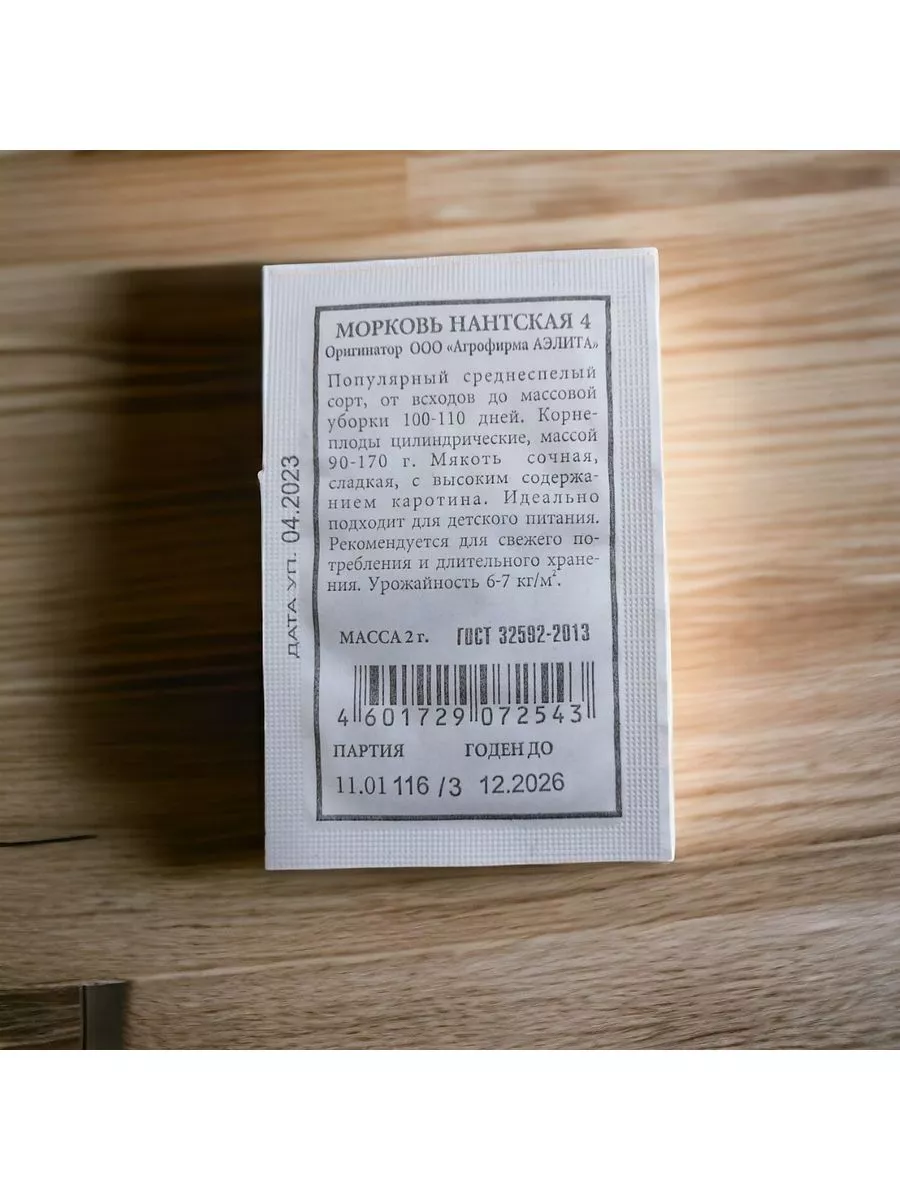 МОРКОВЬ НАНТСКАЯ 4
Оригинатор ООО «Агрофирма АЭЛИТА»
Популярный среднеспелый
сорт, от всходов до массовой
уборки 100-110 дней. Корне-
плоды цилиндрические, массой
90-170 г. Мякоть сочная,
сладкая, с высоким содержа-
нием каротина. Идеально
подходит для детского питания.
Рекомендуется для свежего по-
требления и длительного хране-
ния. Урожайность 6-7 кг/м².
МАССА 2 г. ГОСТ 32592-2013
4 601729 072543
ПАРТИЯ ГОДЕН ДО
11.01 116 /3 12.2026
ДАТА УП. 04.2023